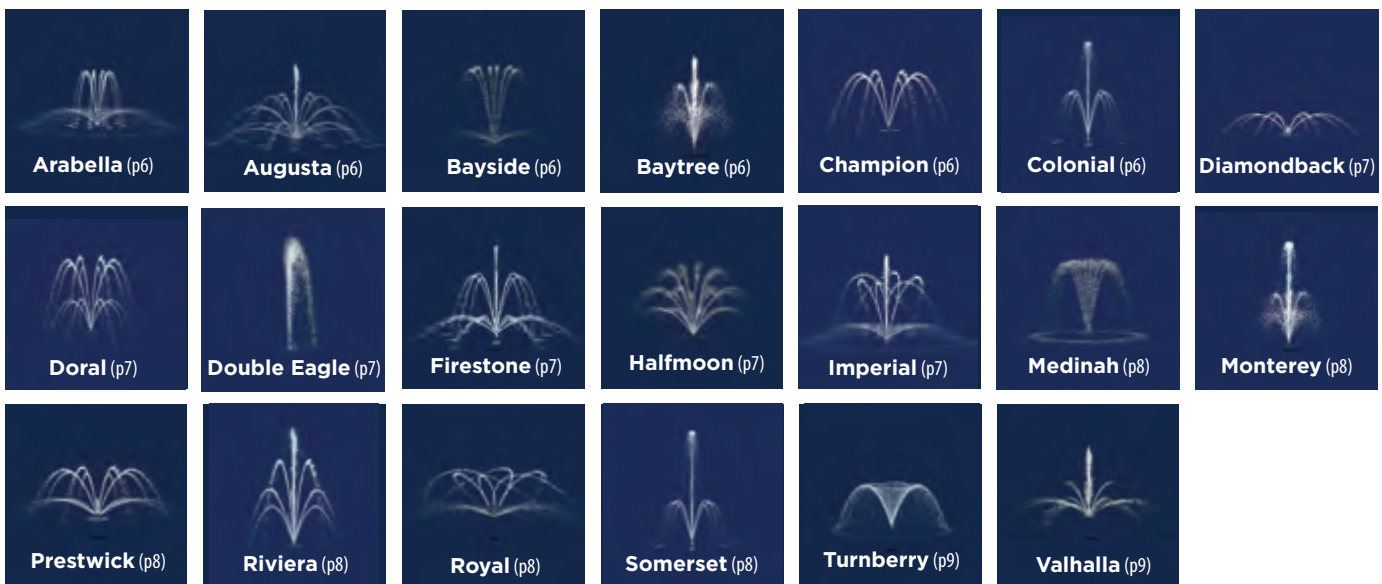 Arabella (p6)
Augusta (p6)
Bayside (p6)
Baytree (p6)
Champion (p6)
Colonial (p6)
Diamondback (p7)
Doral (p7)
Double Eagle (p7)
Firestone (p7)
Halfmoon (p7)
Imperial (p7)
Medinah (p8)
Monterey (p8)
Prestwick (p8)
Riviera (p8)
Royal (p8)
Somerset (p8)
Turnberry (p9)
Valhalla (p9)